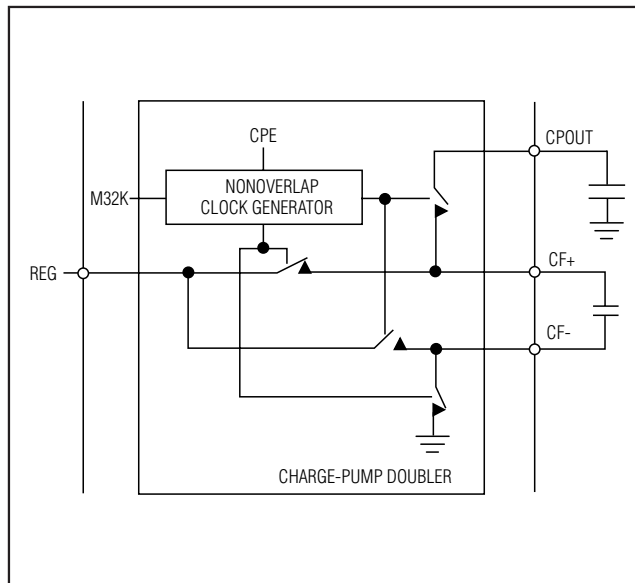 CPE
CPOUT
M32K
NONOVERLAP
CLOCK GENERATOR
REG
CF+
CF-
CHARGE-PUMP DOUBLER